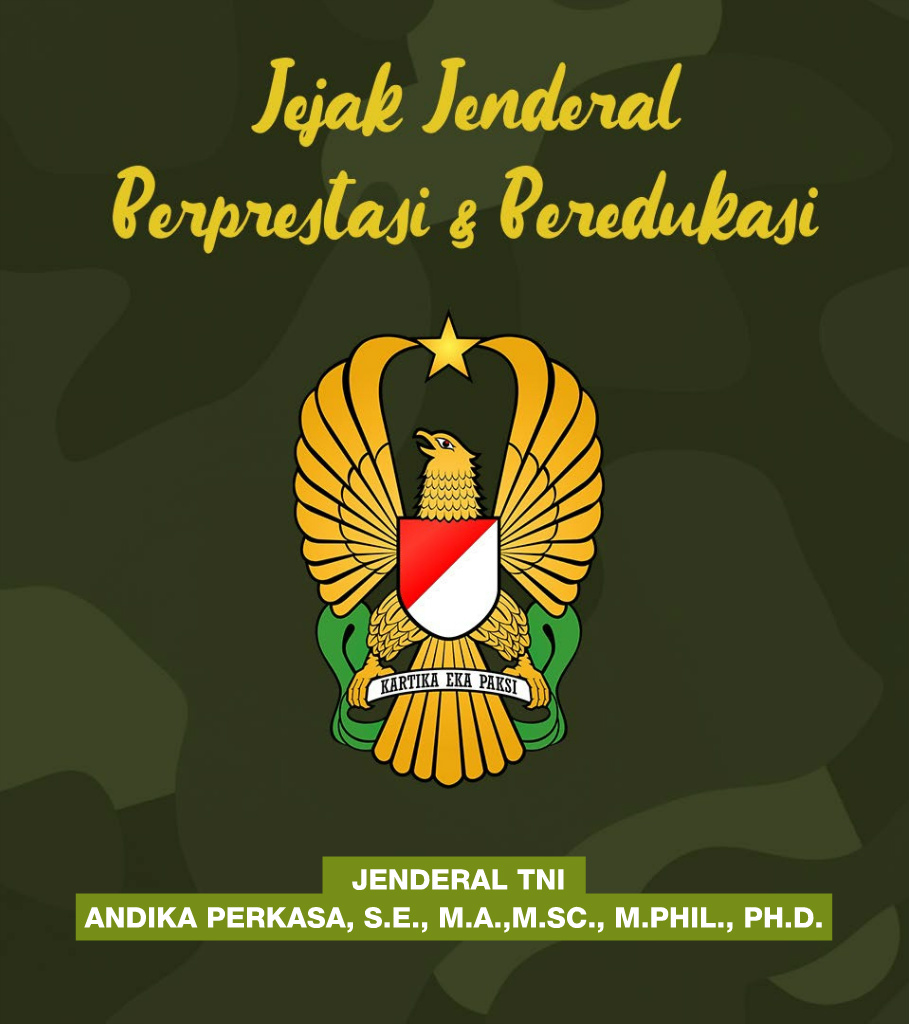 Jejak Jenderal
Berprestasi & Beredukasi
KARTIKA EKA PAKSI
JENDERAL TNI
ANDIKA PERKASA, S.E., M.A.,M.SC., M.PHIL., PH.D.